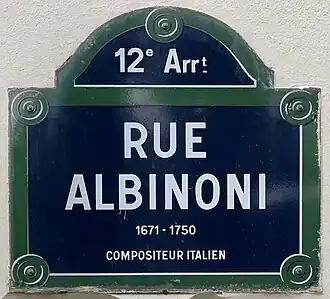 12e Arrt
RUE
ALBINONI
1671 - 1750
COMPOSITEUR ITALIEN